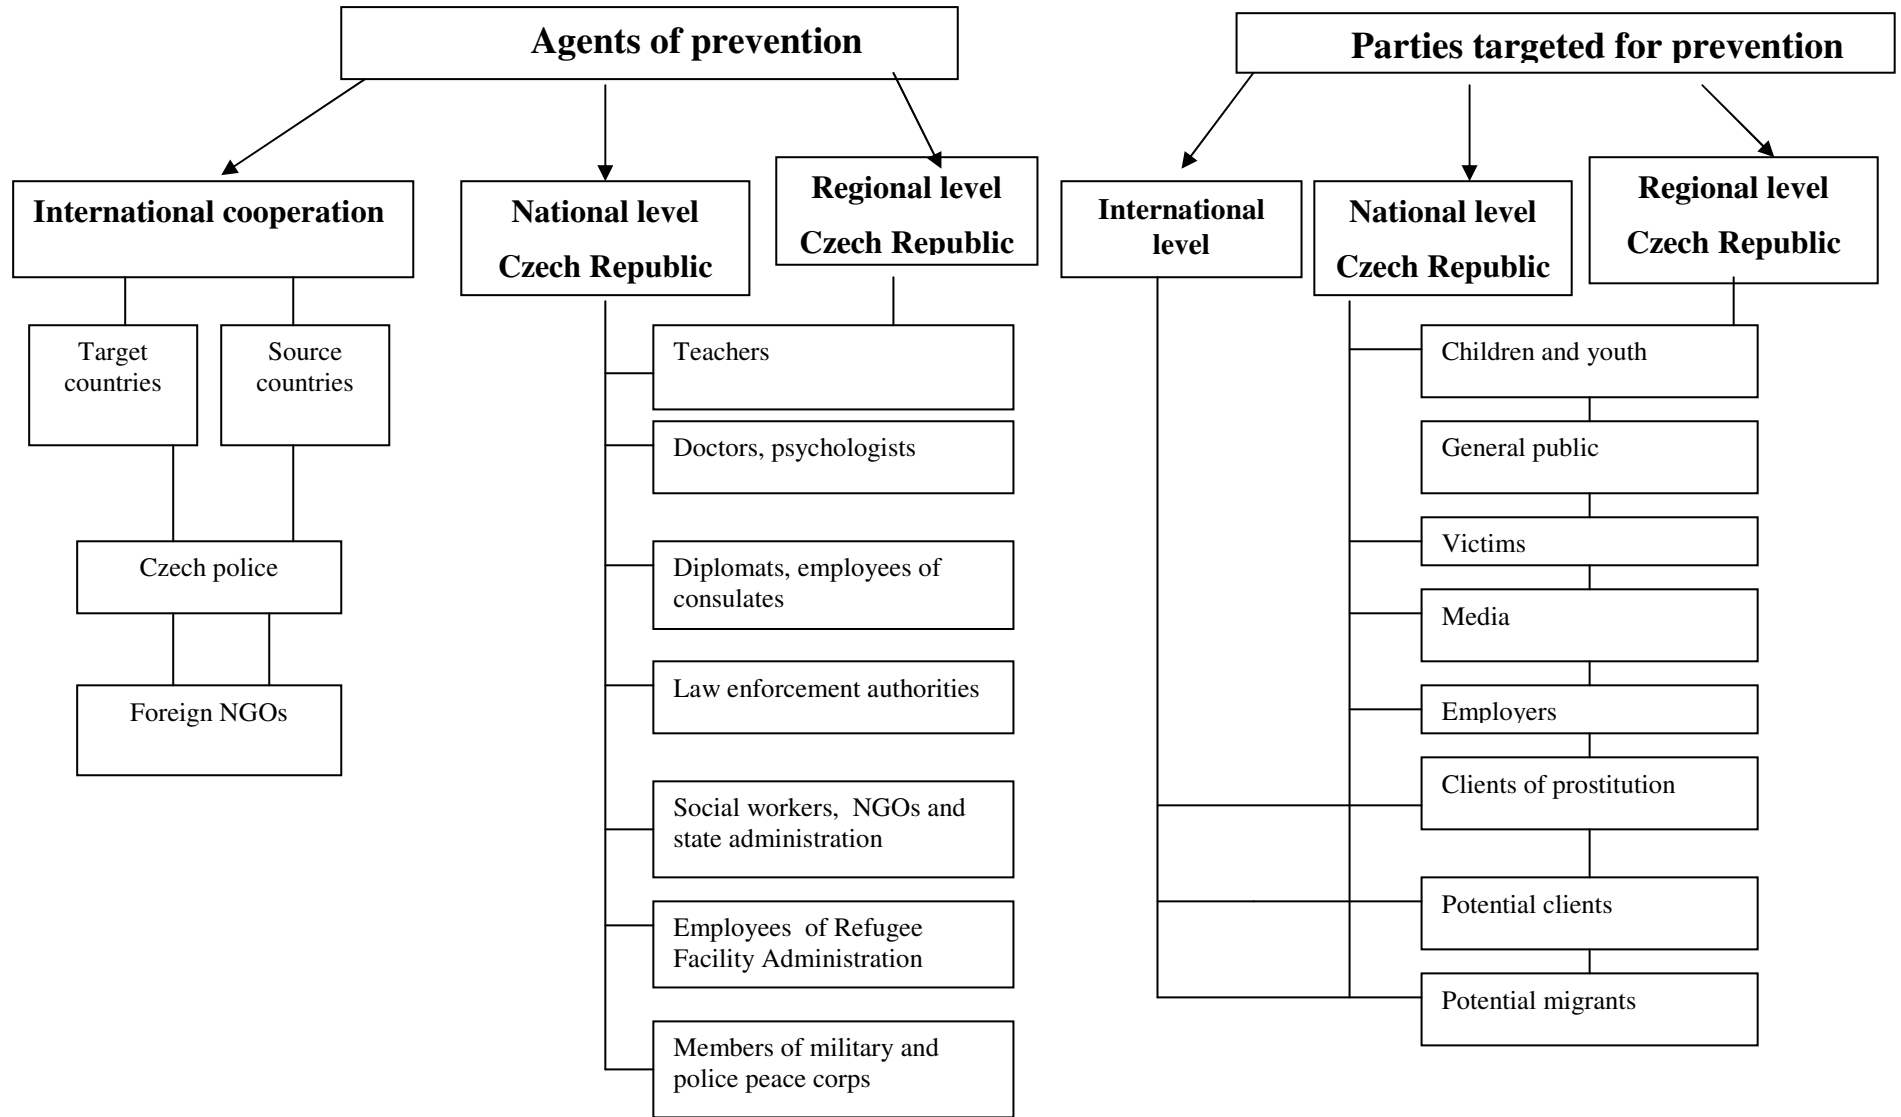 Agents of prevention
International cooperation
Target
countries
Source
countries
Czech police
Foreign NGOs
National level
Czech Republic
Regional level
Czech Republic
Teachers
Doctors, psychologists
Diplomats, employees of
consulates
Law enforcement authorities
Social workers, NGOs and
state administration
Employees of Refugee
Facility Administration
Members of military and
police peace corps
Parties targeted for prevention
International
level
National level
Czech Republic
Regional level
Czech Republic
Children and youth
General public
Victims
Media
Employers
Clients of prostitution
Potential clients
Potential migrants